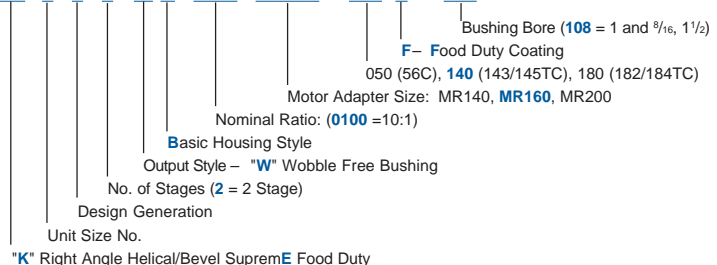 Bushing Bore (108 = 1 and 8/16, 11/2)
F– Food Duty Coating
050 (56C), 140 (143/145TC), 180 (182/184TC)
Motor Adapter Size: MR140, MR160, MR200
Nominal Ratio: (0100 =10:1)
Basic Housing Style
Output Style – "W" Wobble Free Bushing
No. of Stages (2 = 2 Stage)
Design Generation
Unit Size No.
"K" Right Angle Helical/Bevel SupremE Food Duty